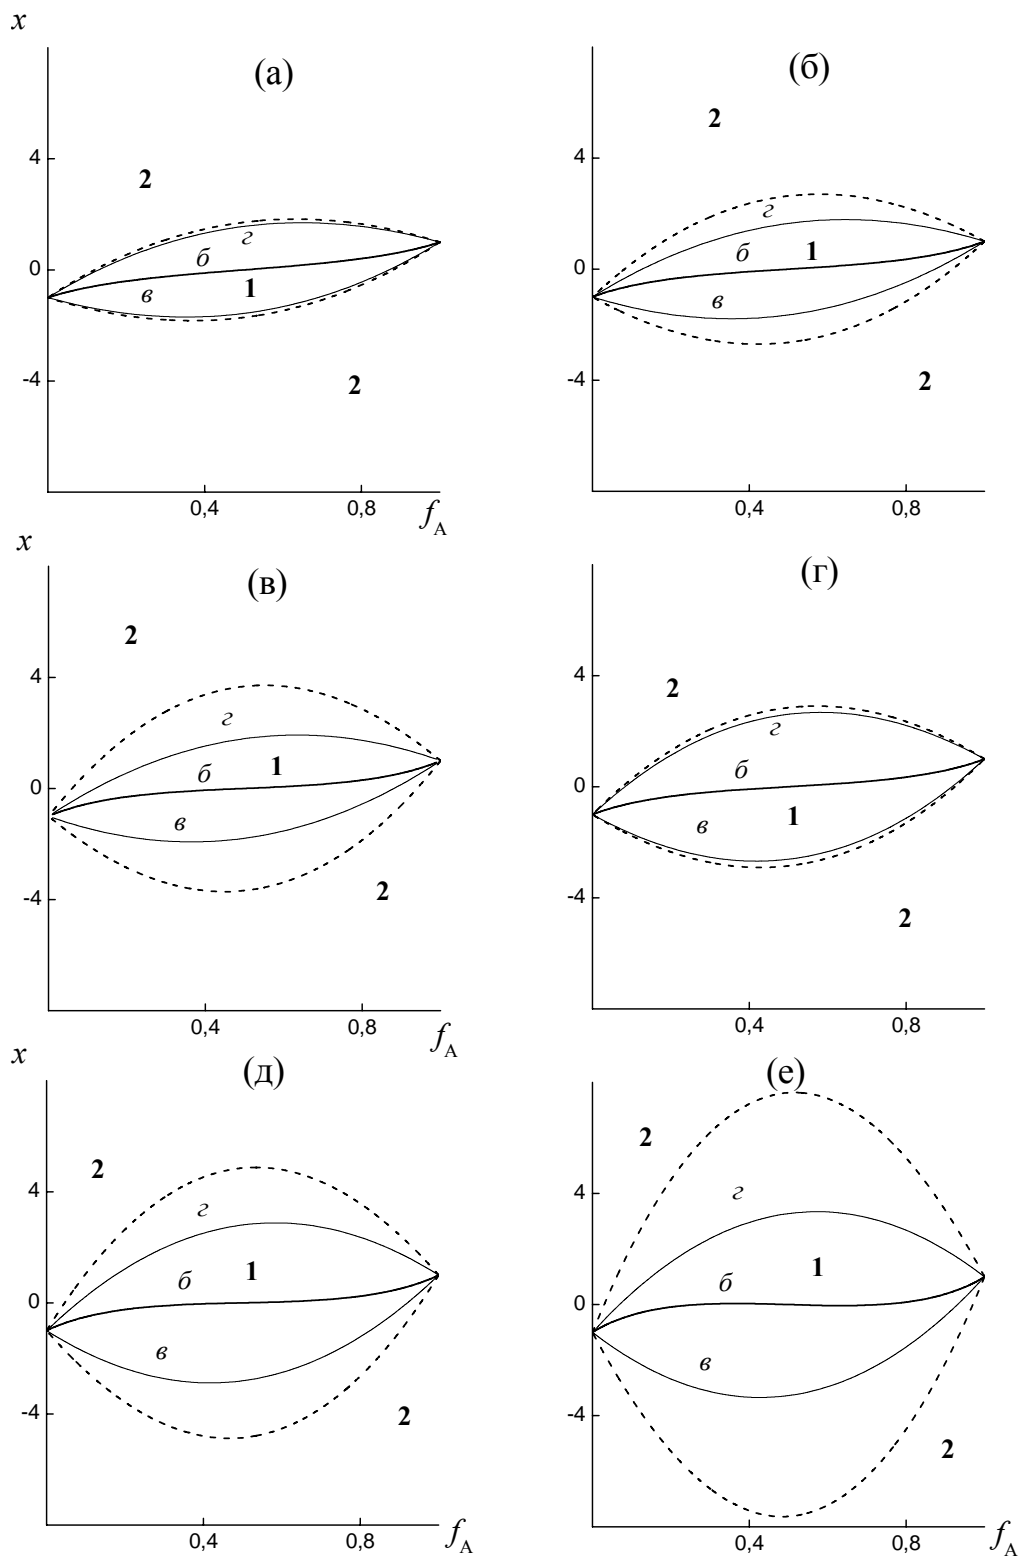 x
(а) (б)
2 2
4 4
г г
б 1 б 1
0 0
в 1 в
-4 2 -4 2
0,4 0,8 f_A 0,4 0,8
x
(в) (г)
2 2
4 4
г г
б 1 б
0 0
в в 1
-4 2 -4 2
0,4 0,8 f_A 0,4 0,8
x
(д) (е)
2 2
4 г 4 г
б 1 б 1
0 0
в в
-4 2 -4 2
0,4 0,8 f_A 0,4 0,8 f_A